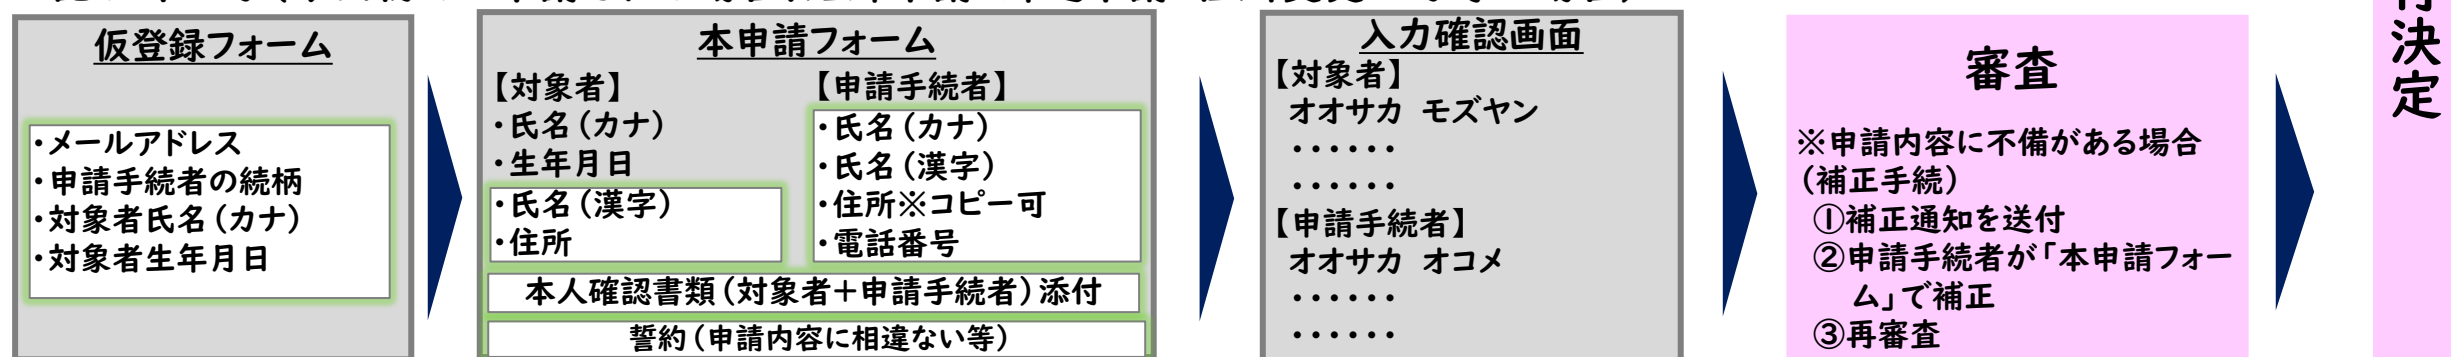 仮登録フォーム
・メールアドレス
・申請手続者の続柄
・対象者氏名(カナ)
・対象者生年月日
本申請フォーム
【対象者】
・氏名(カナ)
・生年月日
・氏名(漢字)
・住所
【申請手続者】
・氏名(カナ)
・氏名(漢字)
・住所※コピー可
・電話番号
本人確認書類(対象者+申請手続者)添付
誓約(申請内容に相違ない等)
入力確認画面
【対象者】
オオサカ モズヤン
・・・・・・
・・・・・・
【申請手続者】
オオサカ オコメ
・・・・・・
・・・・・・
審査
※申請内容に不備がある場合
(補正手続)
①補正通知を送付
②申請手続者が「本申請フォー
ム」で補正
③再審査
決定